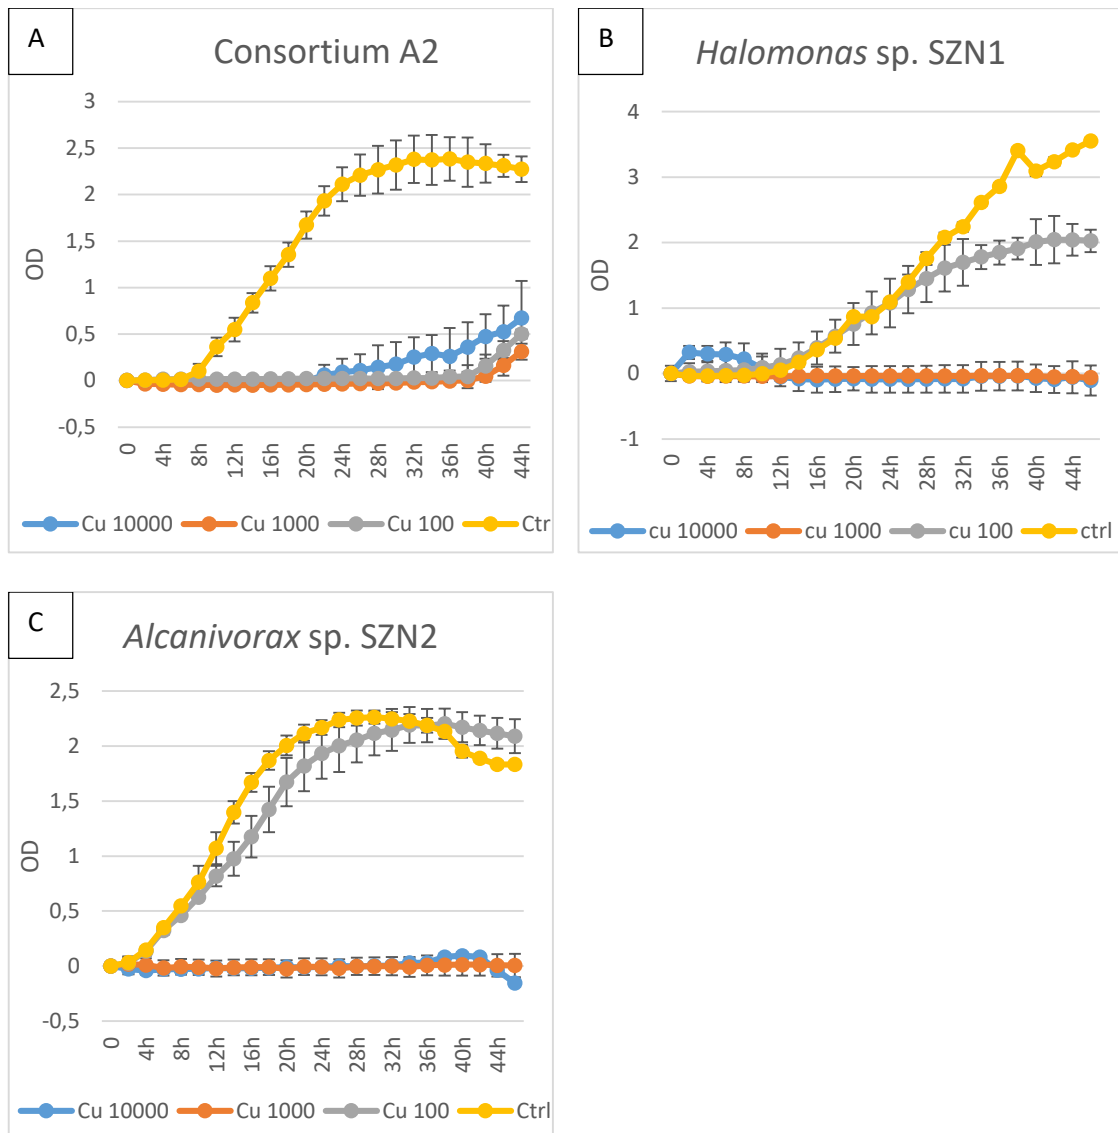 A
Consortium A2
3
2,5
2
1,5
1
0,5
0
-0,5
OD
0 4h 8h 12h 16h 20h 24h 28h 32h 36h 40h 44h
Cu 10000 Cu 1000 Cu 100 Ctrl
B
Halomonas sp. SZN1
4
3
2
1
0
-1
OD
0 4h 8h 12h 16h 20h 24h 28h 32h 36h 40h 44h
cu 10000 cu 1000 cu 100 ctrl
C
Alcanivorax sp. SZN2
2,5
2
1,5
1
0,5
0
-0,5
OD
0 4h 8h 12h 16h 20h 24h 28h 32h 36h 40h 44h
Cu 10000 Cu 1000 Cu 100 Ctrl